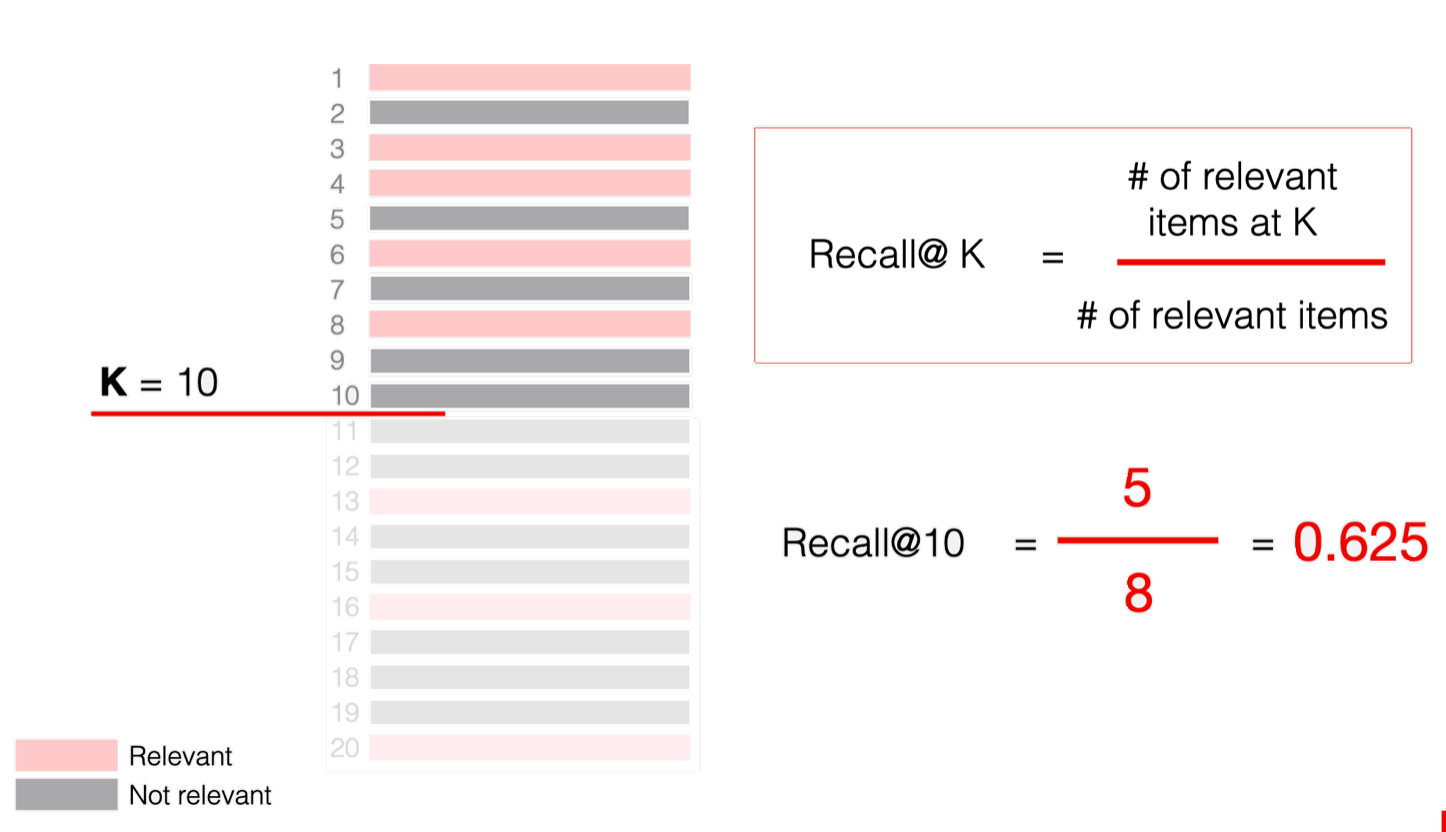 1
2
3
4
5
6
7
8
9
10
11
12
13
14
15
16
17
18
19
20
K = 10
Relevant
Not relevant
# of relevant
items at K
Recall@ K =
# of relevant items
5
Recall@10 = = 0.625
8